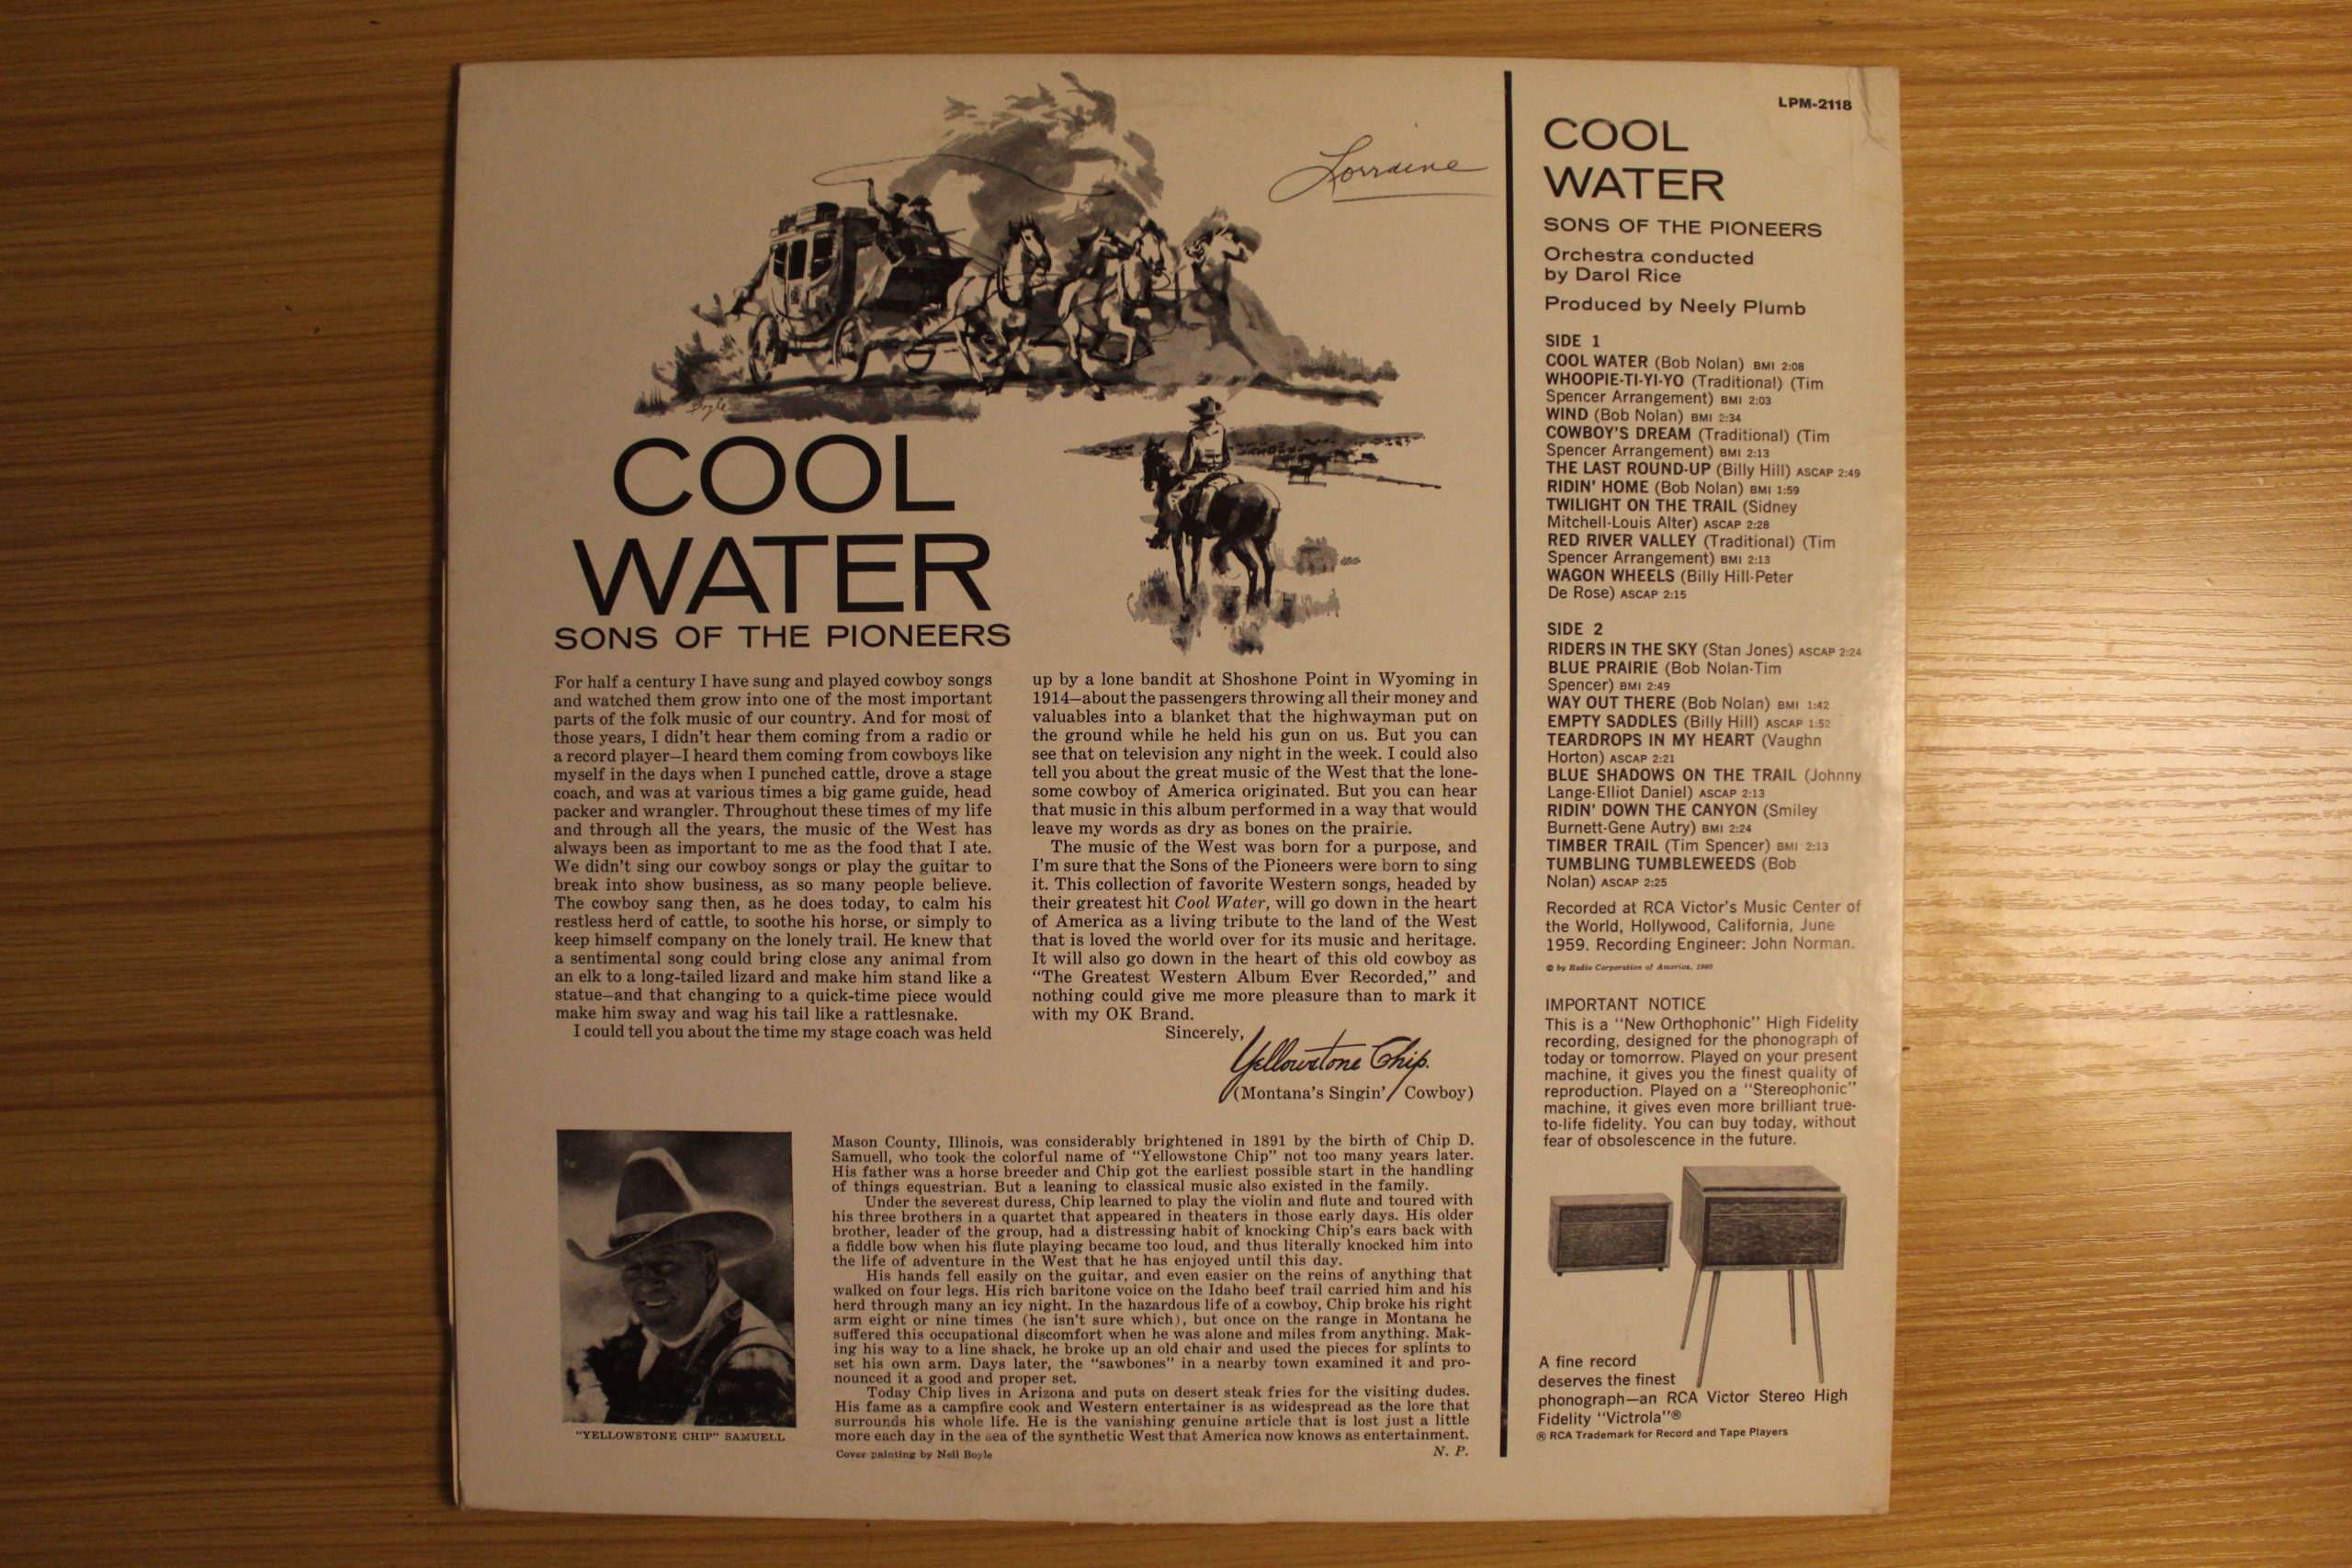 Lorraine
Boyle
COOL
WATER
SONS OF THE PIONEERS
For half a century I have sung and played cowboy songs
and watched them grow into one of the most important
parts of the folk music of our country. And for most of
those years, I didn't hear them coming from a radio or
a record player—I heard them coming from cowboys like
myself in the days when I punched cattle, drove a stage
coach, and was at various times a big game guide, head
packer and wrangler. Throughout these times of my life
and through all the years, the music of the West has
always been as important to me as the food that I ate.
We didn't sing our cowboy songs or play the guitar to
break into show business, as so many people believe.
The cowboy sang then, as he does today, to calm his
restless herd of cattle, to soothe his horse, or simply to
keep himself company on the lonely trail. He knew that
a sentimental song could bring close any animal from
an elk to a long-tailed lizard and make him stand like a
statue—and that changing to a quick-time piece would
make him sway and wag his tail like a rattlesnake.
I could tell you about the time my stage coach was held
up by a lone bandit at Shoshone Point in Wyoming in
1914—about the passengers throwing all their money and
valuables into a blanket that the highwayman put on
the ground while he held his gun on us. But you can
see that on television any night in the week. I could also
tell you about the great music of the West that the lone-
some cowboy of America originated. But you can hear
that music in this album performed in a way that would
leave my words as dry as bones on the prairie.
The music of the West was born for a purpose, and
I'm sure that the Sons of the Pioneers were born to sing
it. This collection of favorite Western songs, headed by
their greatest hit Cool Water, will go down in the heart
of America as a living tribute to the land of the West
that is loved the world over for its music and heritage.
It will also go down in the heart of this old cowboy as
“The Greatest Western Album Ever Recorded,” and
nothing could give me more pleasure than to mark it
with my OK Brand.
Sincerely,
Yellowstone Chip.
(Montana's Singin' Cowboy)
"YELLOWSTONE CHIP" SAMUELL
Mason County, Illinois, was considerably brightened in 1891 by the birth of Chip D.
Samuell, who took the colorful name of “Yellowstone Chip” not too many years later.
His father was a horse breeder and Chip got the earliest possible start in the handling
of things equestrian. But a leaning to classical music also existed in the family.
Under the severest duress, Chip learned to play the violin and flute and toured with
his three brothers in a quartet that appeared in theaters in those early days. His older
brother, leader of the group, had a distressing habit of knocking Chip's ears back with
a fiddle bow when his flute playing became too loud, and thus literally knocked him into
the life of adventure in the West that he has enjoyed until this day.
His hands fell easily on the guitar, and even easier on the reins of anything that
walked on four legs. His rich baritone voice on the Idaho beef trail carried him and his
herd through many an icy night. In the hazardous life of a cowboy, Chip broke his right
arm eight or nine times (he isn't sure which), but once on the range in Montana he
suffered this occupational discomfort when he was alone and miles from anything. Mak-
ing his way to a line shack, he broke up an old chair and used the pieces for splints to
set his own arm. Days later, the “sawbones” in a nearby town examined it and pro-
nounced it a good and proper set.
Today Chip lives in Arizona and puts on desert steak fries for the visiting dudes.
His fame as a campfire cook and Western entertainer is as widespread as the lore that
surrounds his whole life. He is the vanishing genuine article that is lost just a little
more each day in the sea of the synthetic West that America now knows as entertainment.
N. P.
Cover painting by Neil Boyle
LPM-2118
COOL
WATER
SONS OF THE PIONEERS
Orchestra conducted
by Darol Rice
Produced by Neely Plumb
SIDE 1
COOL WATER (Bob Nolan) BMI 2:08
WHOOPIE-TI-YI-YO (Traditional) (Tim
Spencer Arrangement) BMI 2:03
WIND (Bob Nolan) BMI 2:34
COWBOY'S DREAM (Traditional) (Tim
Spencer Arrangement) BMI 2:13
THE LAST ROUND-UP (Billy Hill) ASCAP 2:49
RIDIN' HOME (Bob Nolan) BMI 1:59
TWILIGHT ON THE TRAIL (Sidney
Mitchell-Louis Alter) ASCAP 2:28
RED RIVER VALLEY (Traditional) (Tim
Spencer Arrangement) BMI 2:13
WAGON WHEELS (Billy Hill-Peter
De Rose) ASCAP 2:15
SIDE 2
RIDERS IN THE SKY (Stan Jones) ASCAP 2:24
BLUE PRAIRIE (Bob Nolan-Tim
Spencer) BMI 2:49
WAY OUT THERE (Bob Nolan) BMI 1:42
EMPTY SADDLES (Billy Hill) ASCAP 1:52
TEARDROPS IN MY HEART (Vaughn
Horton) ASCAP 2:21
BLUE SHADOWS ON THE TRAIL (Johnny
Lange-Elliot Daniel) ASCAP 2:13
RIDIN' DOWN THE CANYON (Smiley
Burnett-Gene Autry) BMI 2:24
TIMBER TRAIL (Tim Spencer) BMI 2:13
TUMBLING TUMBLEWEEDS (Bob
Nolan) ASCAP 2:25
Recorded at RCA Victor's Music Center of
the World, Hollywood, California, June
1959. Recording Engineer: John Norman.
© by Radio Corporation of America, 1960
IMPORTANT NOTICE
This is a "New Orthophonic" High Fidelity
recording, designed for the phonograph of
today or tomorrow. Played on your present
machine, it gives you the finest quality of
reproduction. Played on a "Stereophonic"
machine, it gives even more brilliant true-
to-life fidelity. You can buy today, without
fear of obsolescence in the future.
A fine record
deserves the finest
phonograph—an RCA Victor Stereo High
Fidelity "Victrola"®
® RCA Trademark for Record and Tape Players